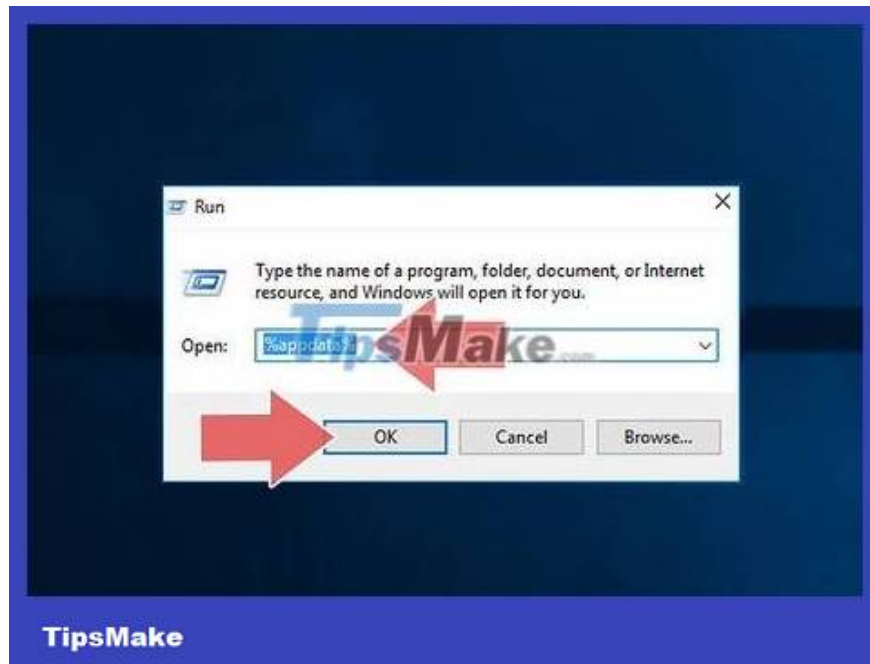 Run
Type the name of a program, folder, document, or Internet
resource, and Windows will open it for you.
Open: %appdata%
TipsMake.com
OK Cancel Browse...
TipsMake